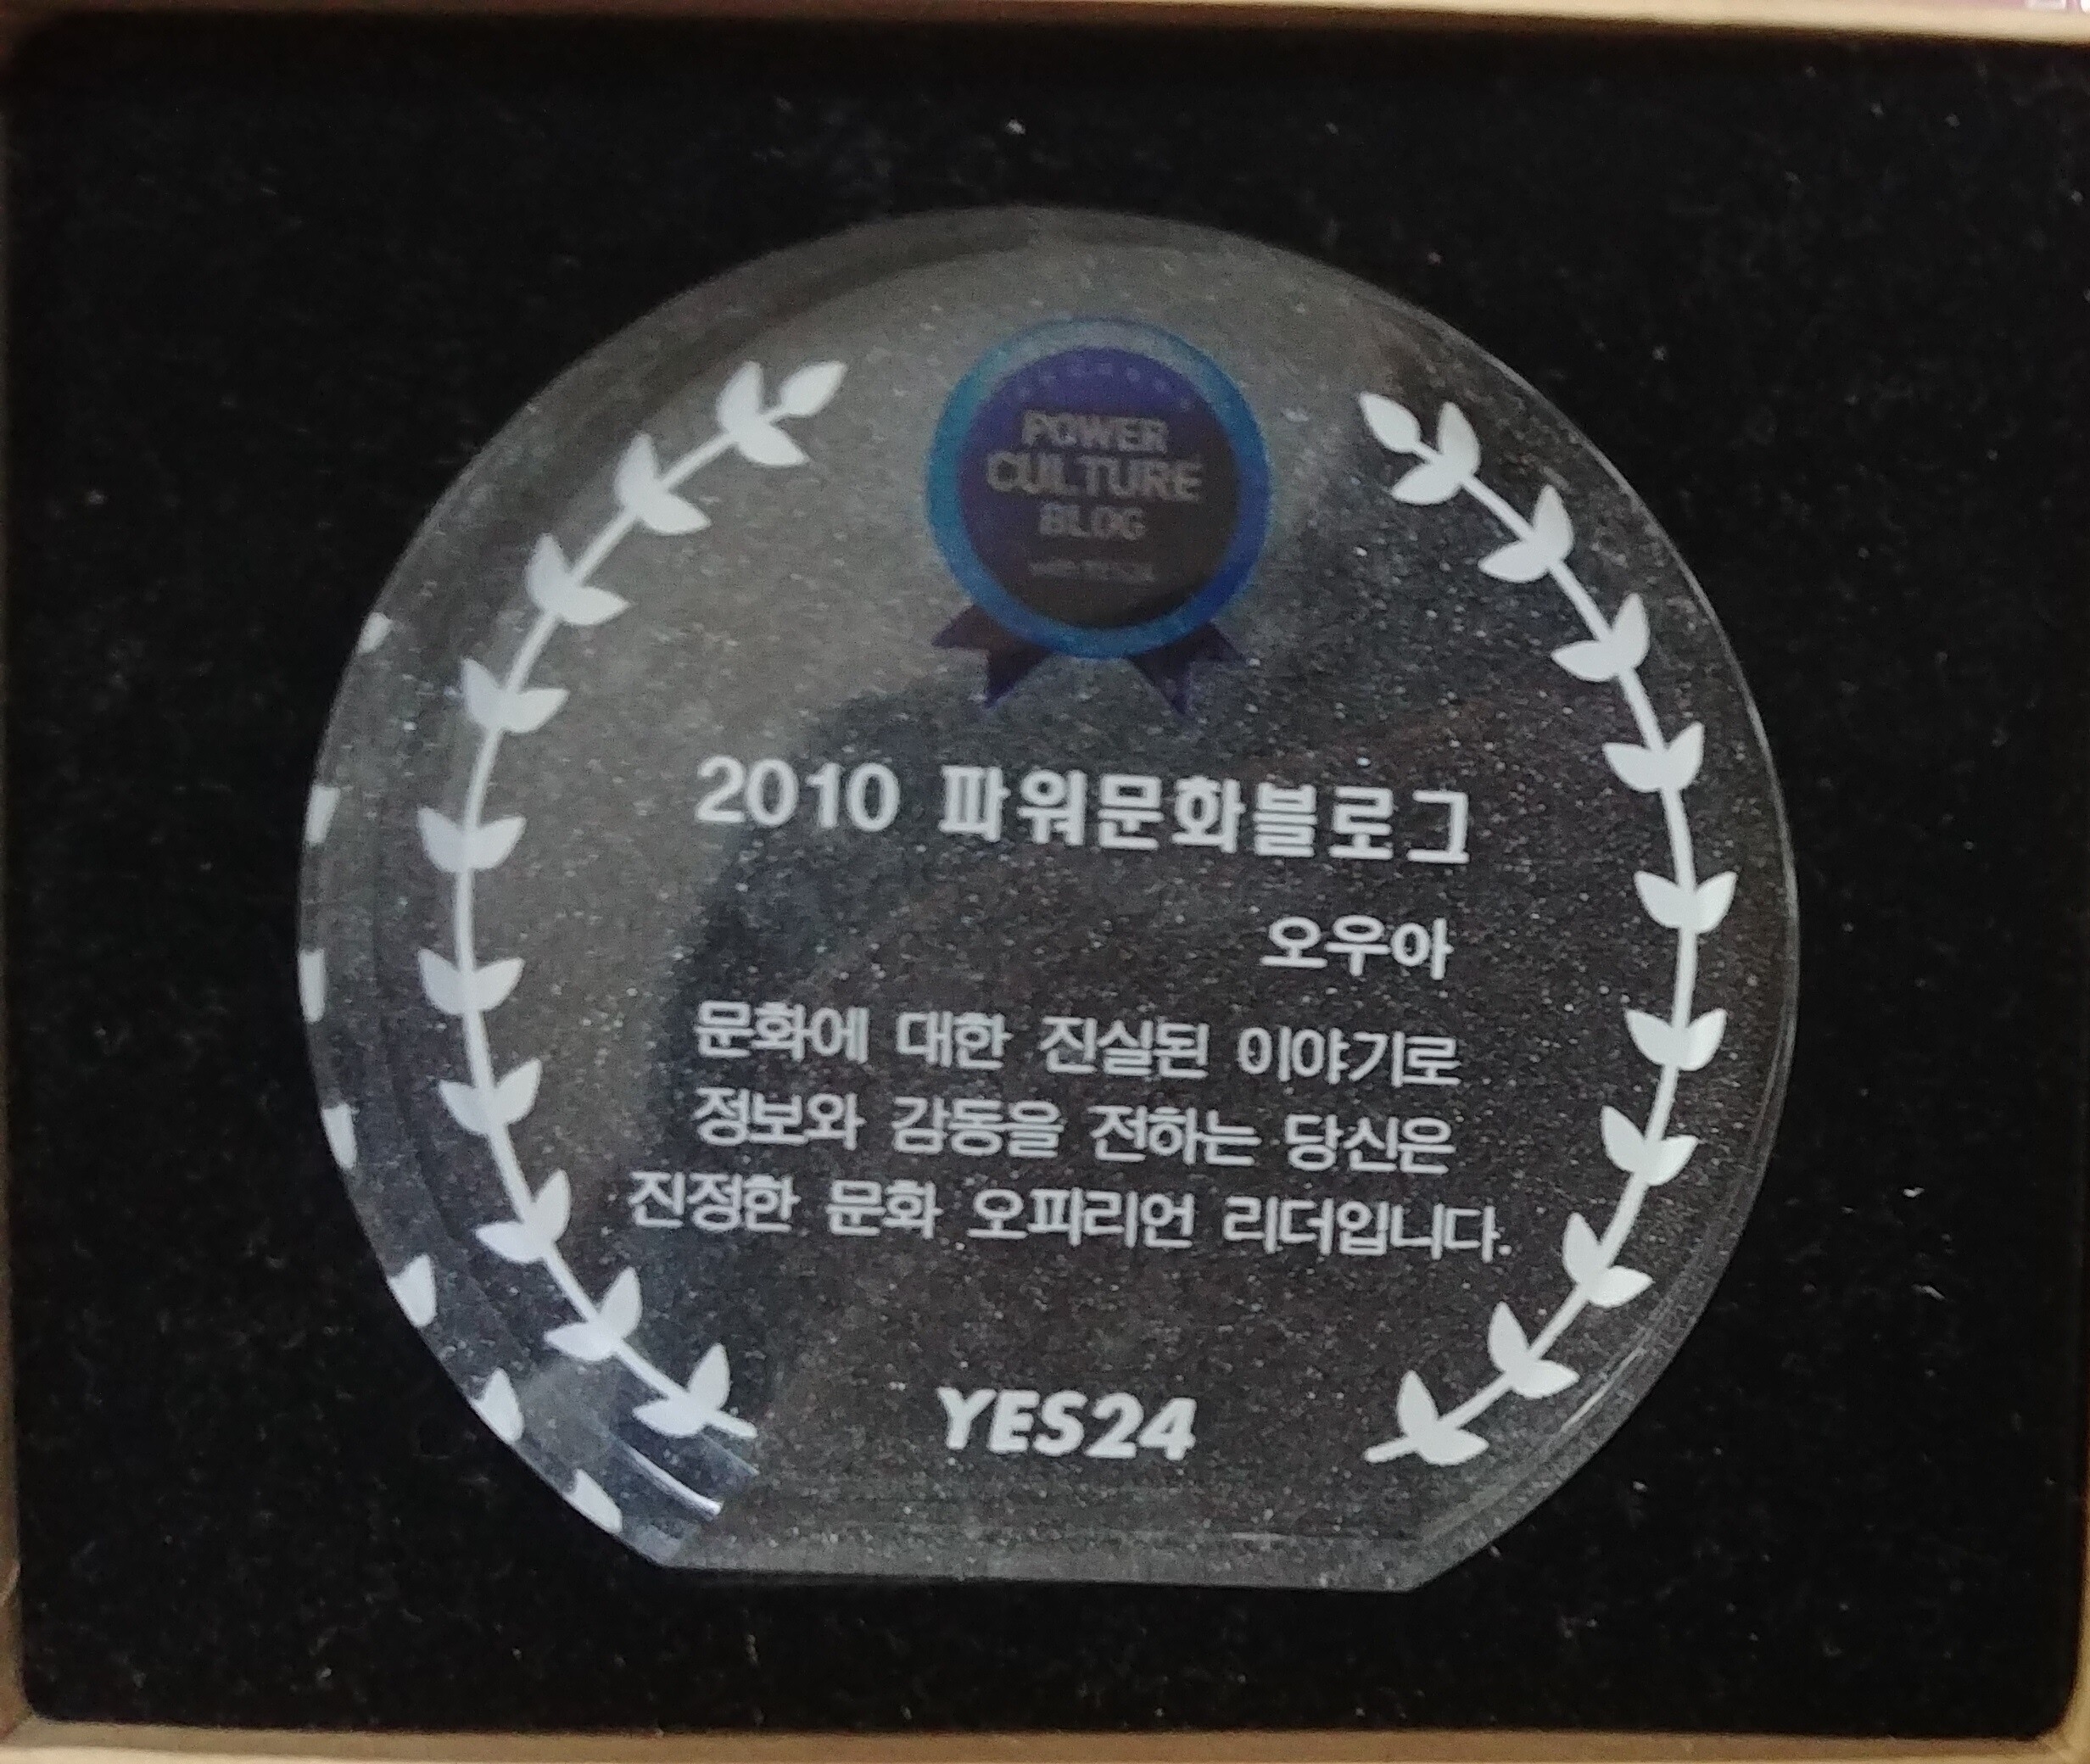 POWER
CULTURE
BLOG
with YES24
2010 파워문화블로그
오우아
문화에 대한 진실된 이야기로
정보와 감동을 전하는 당신은
진정한 문화 오피리언 리더입니다.
YES24